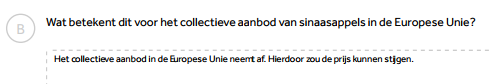 B Wat betekent dit voor het collectieve aanbod van sinaasappels in de Europese Unie?
Het collectieve aanbod in de Europese Unie neemt af. Hierdoor zou de prijs kunnen stijgen.